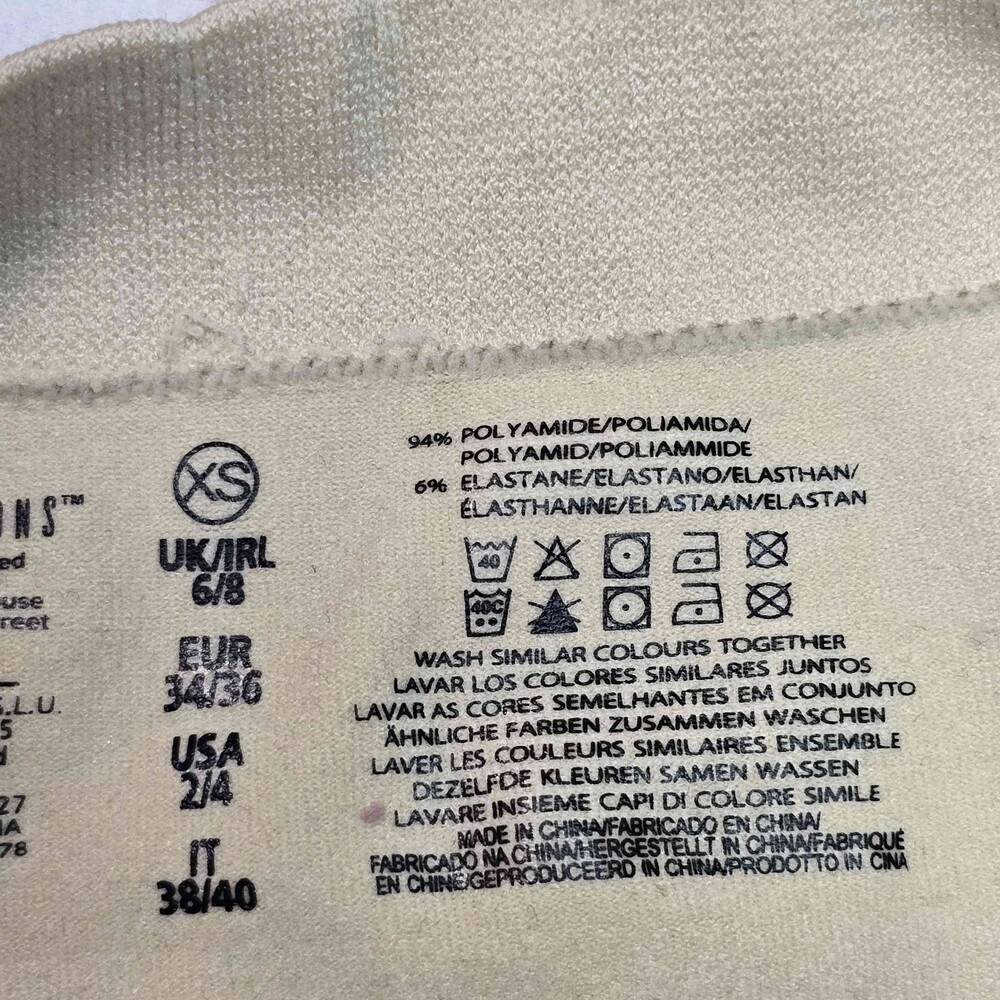 NS™
ed
use
reet
S.L.U.
5
d
27
IA
78
XS
UK/IRL
6/8
EUR
34/36
USA
2/4
IT
38/40
94% POLYAMIDE/POLIAMIDA/
POLYAMID/POLIAMMIDE
6% ELASTANE/ELASTANO/ELASTHAN/
ÉLASTHANNE/ELASTAAN/ELASTAN
40
40C
WASH SIMILAR COLOURS TOGETHER
LAVAR LOS COLORES SIMILARES JUNTOS
LAVAR AS CORES SEMELHANTES EM CONJUNTO
ÄHNLICHE FARBEN ZUSAMMEN WASCHEN
LAVER LES COULEURS SIMILAIRES ENSEMBLE
DEZELFDE KLEUREN SAMEN WASSEN
LAVARE INSIEME CAPI DI COLORE SIMILE
MADE IN CHINA/FABRICADO EN CHINA/
FABRICADO NA CHINA/HERGESTELLT IN CHINA/FABRIQUÉ
EN CHINE/GEPRODUCEERD IN CHINA/PRODOTTO IN CINA